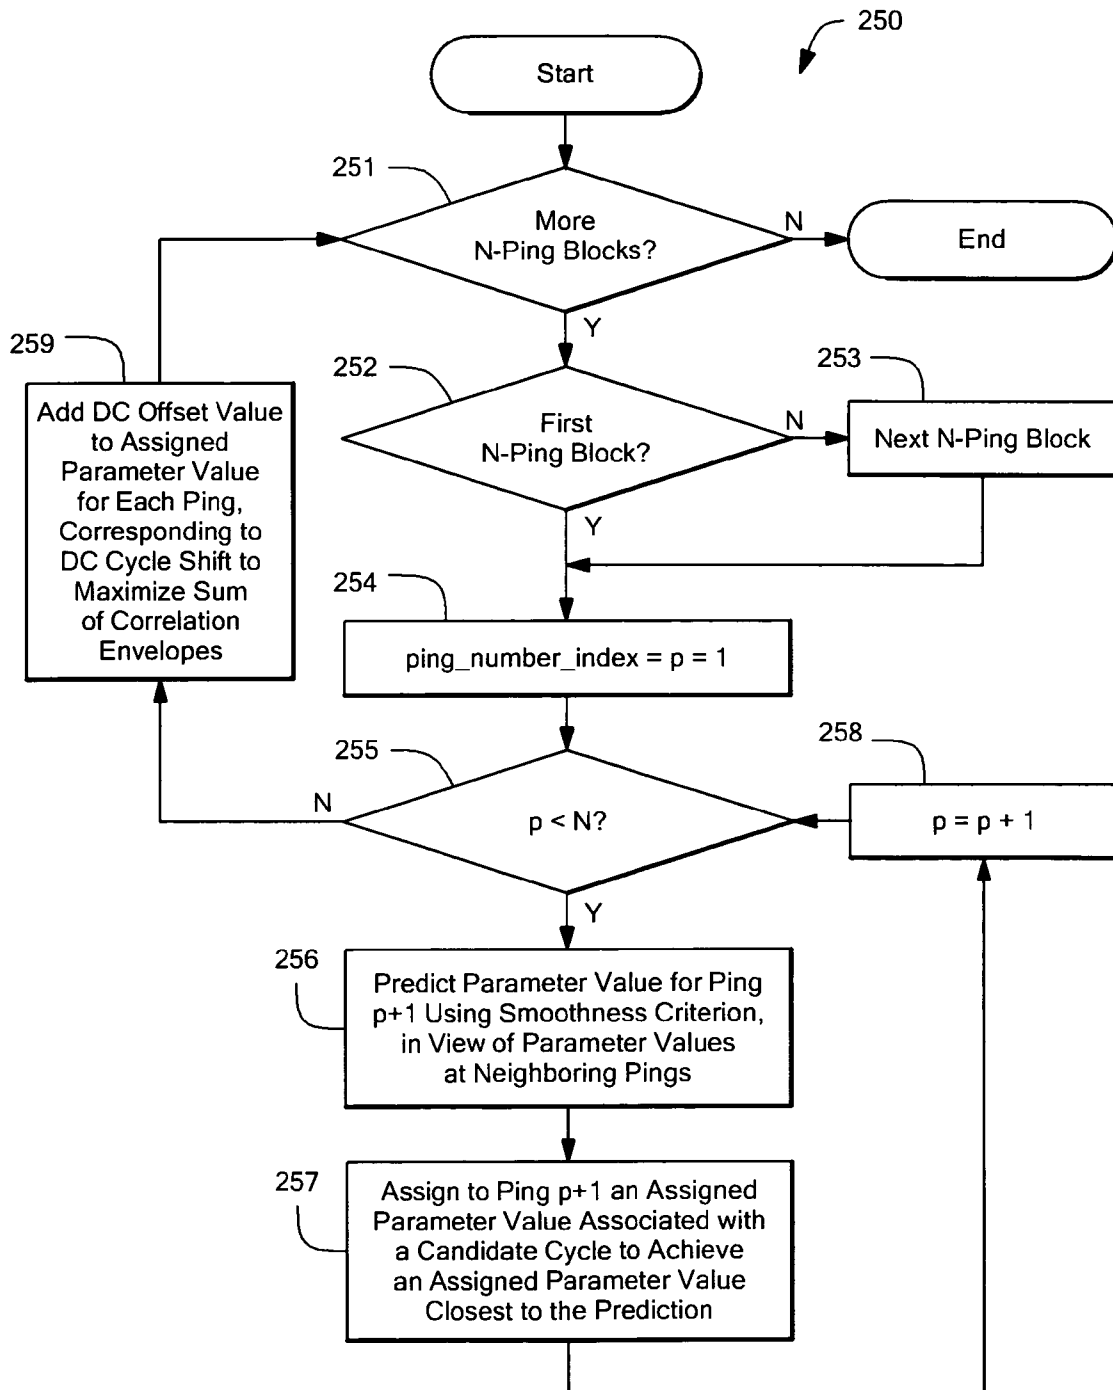 250
Start
251
More
N-Ping Blocks?
N
End
Y
259
Add DC Offset Value
to Assigned
Parameter Value
for Each Ping,
Corresponding to
DC Cycle Shift to
Maximize Sum
of Correlation
Envelopes
252
First
N-Ping Block?
N
253
Next N-Ping Block
Y
254
ping_number_index = p = 1
255
p < N?
N
258
p = p + 1
Y
256
Predict Parameter Value for Ping
p+1 Using Smoothness Criterion,
in View of Parameter Values
at Neighboring Pings
257
Assign to Ping p+1 an Assigned
Parameter Value Associated with
a Candidate Cycle to Achieve
an Assigned Parameter Value
Closest to the Prediction